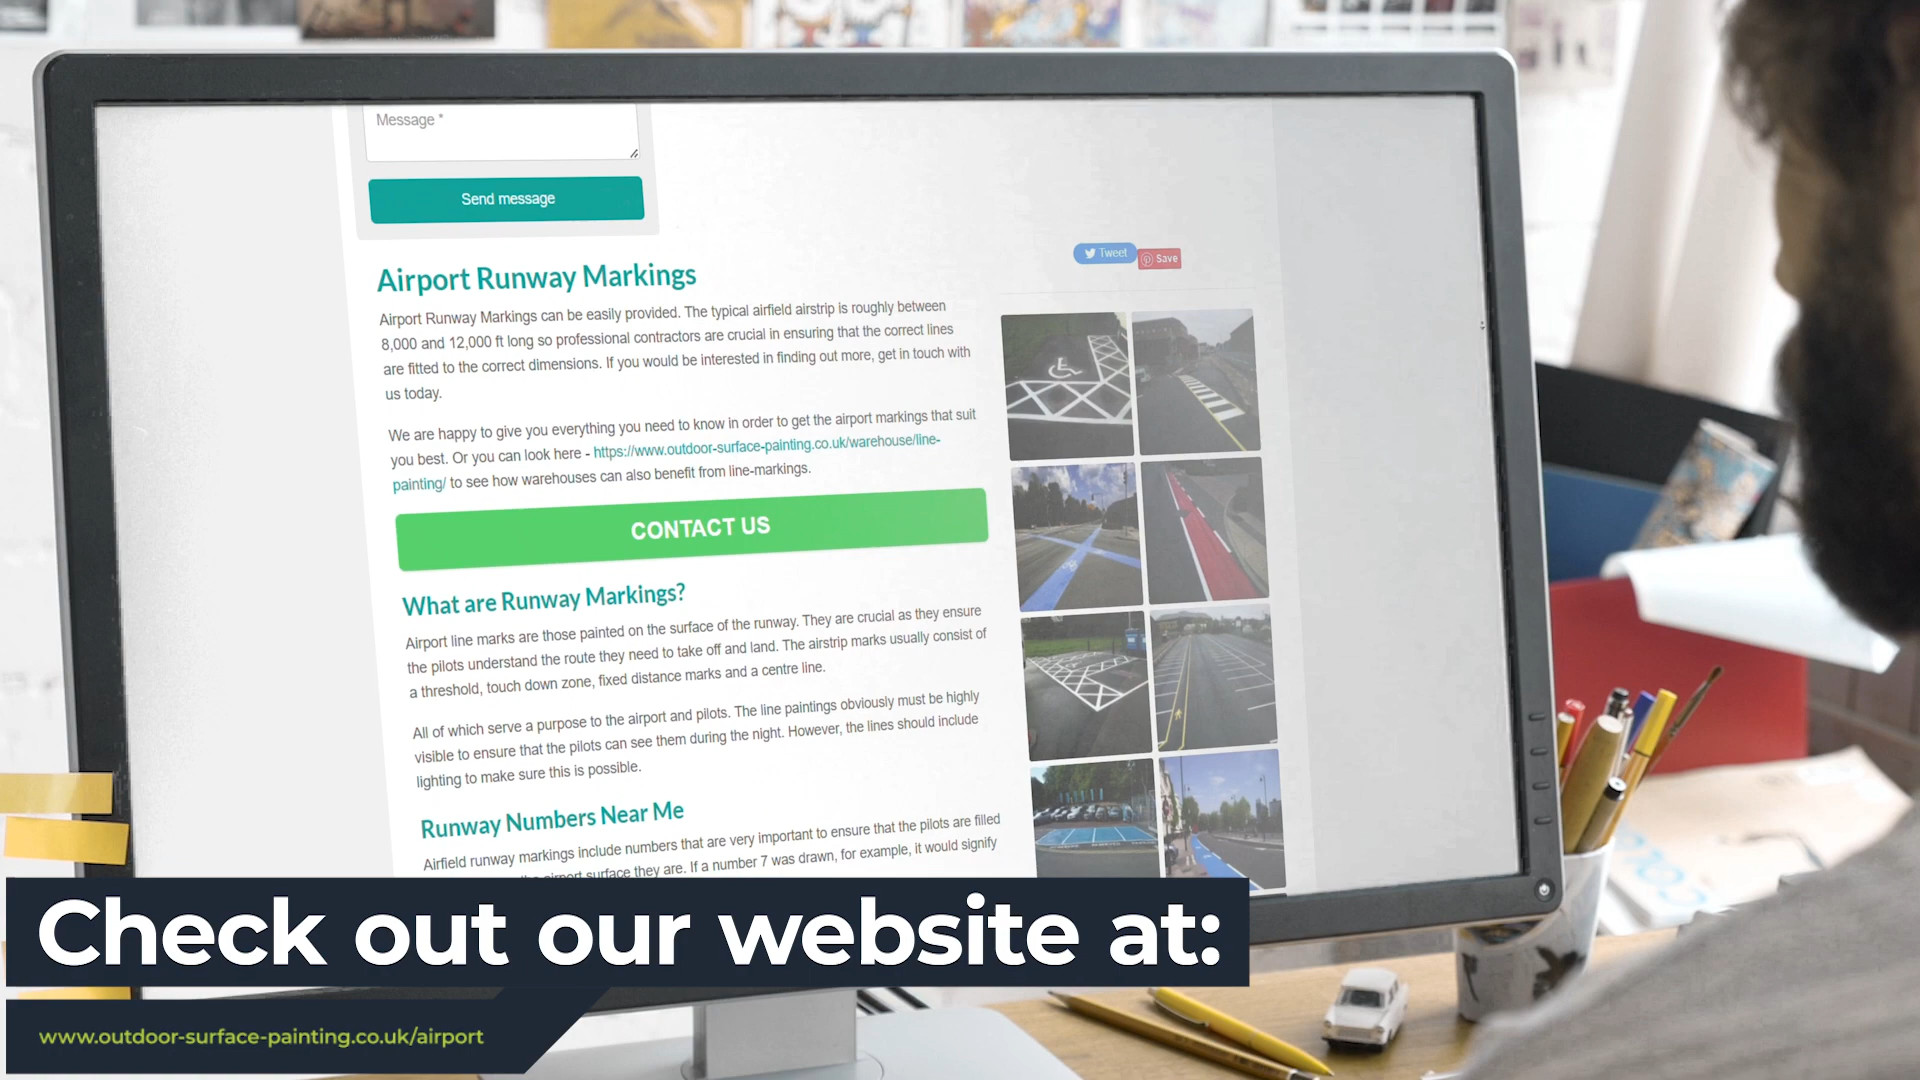 Message *
Send message
Tweet
Save
Airport Runway Markings
Airport Runway Markings can be easily provided. The typical airfield airstrip is roughly between
8,000 and 12,000 ft long so professional contractors are crucial in ensuring that the correct lines
are fitted to the correct dimensions. If you would be interested in finding out more, get in touch with
us today.
We are happy to give you everything you need to know in order to get the airport markings that suit
you best. Or you can look here - https://www.outdoor-surface-painting.co.uk/warehouse/line-
painting/ to see how warehouses can also benefit from line-markings.
CONTACT US
What are Runway Markings?
Airport line marks are those painted on the surface of the runway. They are crucial as they ensure
the pilots understand the route they need to take off and land. The airstrip marks usually consist of
a threshold, touch down zone, fixed distance marks and a centre line.
All of which serve a purpose to the airport and pilots. The line paintings obviously must be highly
visible to ensure that the pilots can see them during the night. However, the lines should include
lighting to make sure this is possible.
Runway Numbers Near Me
Airfield runway markings include numbers that are very important to ensure that the pilots are filled
airport surface they are. If a number 7 was drawn, for example, it would signify
Check out our website at:
www.outdoor-surface-painting.co.uk/airport